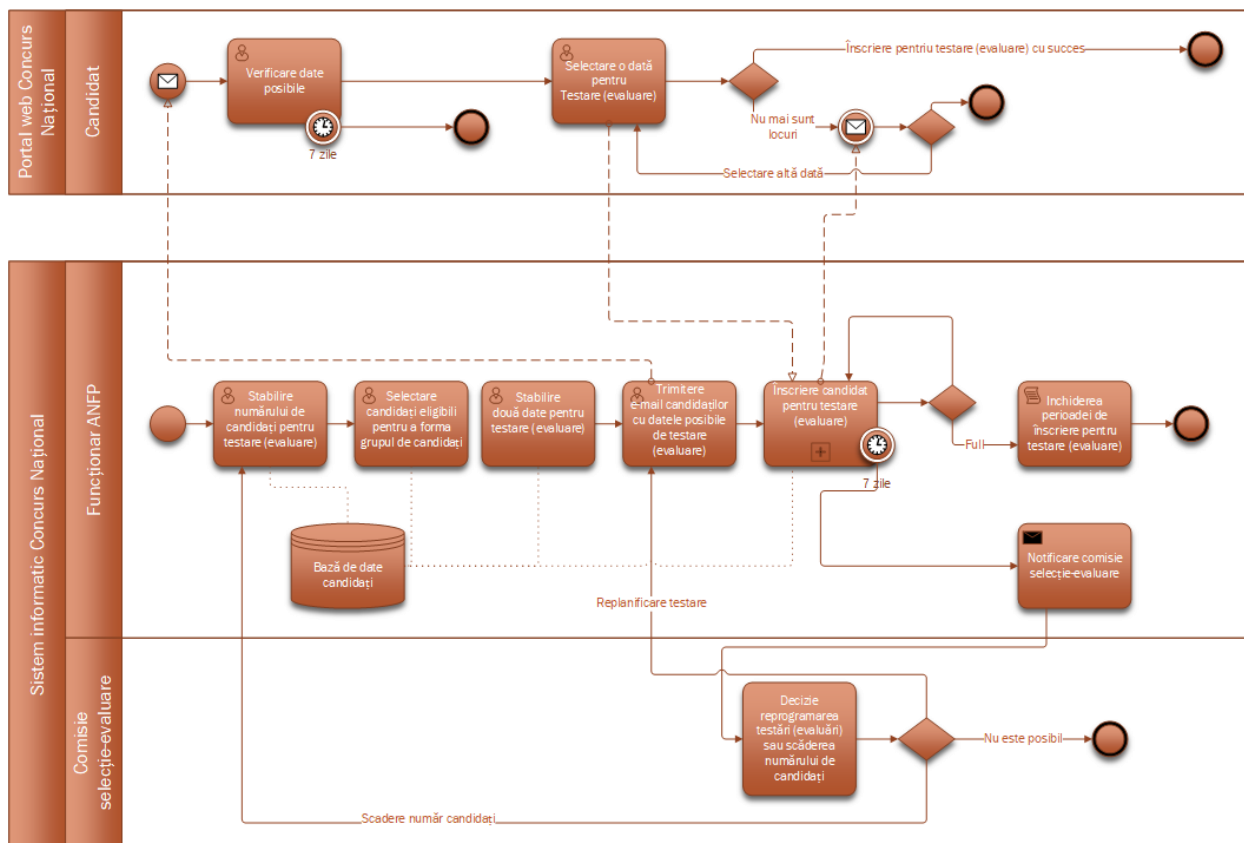 Portal web Concurs
Național
Candidat
Verificare date
posibile
7 zile
Selectare o dată
pentru
Testare (evaluare)
Înscriere pentriu testare (evaluare) cu succes
Nu mai sunt
locuri
Selectare altă dată
Sistem informatic Concurs Național
Funcționar ANFP
Stabilire
numărului de
candidați pentru
testare (evaluare)
Selectare
candidați eligibili
pentru a forma
grupul de candidați
Stabilire
două date pentru
testare (evaluare)
Trimitere
e-mail candidaților
cu datele posibile
de testare
(evaluare)
Înscriere candidat
pentru testare
(evaluare)
7 zile
Full
Inchiderea
perioadei de
înscriere pentru
testare (evaluare)
Bază de date
candidați
Notificare comisie
selecție-evaluare
Replanificare testare
Comisie
selecție-evaluare
Decizie
reprogramarea
testări (evaluări)
sau scăderea
numărului de
candidați
Nu este posibil
Scadere număr candidați